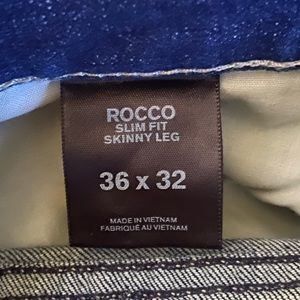 ROCCO
SLIM FIT
SKINNY LEG
36 x 32
MADE IN VIETNAM
FABRIQUÉ AU VIETNAM